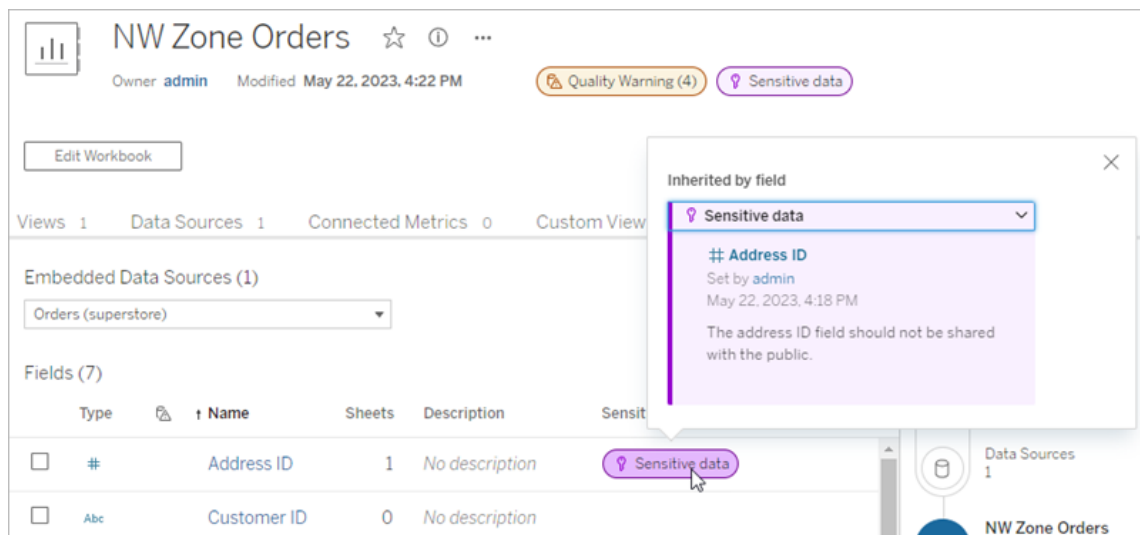 NW Zone Orders
Owner admin Modified May 22, 2023, 4:22 PM Quality Warning (4) Sensitive data
Edit Workbook
Inherited by field
Sensitive data
# Address ID
Set by admin
May 22, 2023, 4:18 PM
The address ID field should not be shared
with the public.
Views 1 Data Sources 1 Connected Metrics 0 Custom View
Embedded Data Sources (1)
Orders (superstore)
Fields (7)
Type ↑ Name Sheets Description Sensit
# Address ID 1 No description Sensitive data
Abc Customer ID 0 No description
Data Sources
1
NW Zone Orders